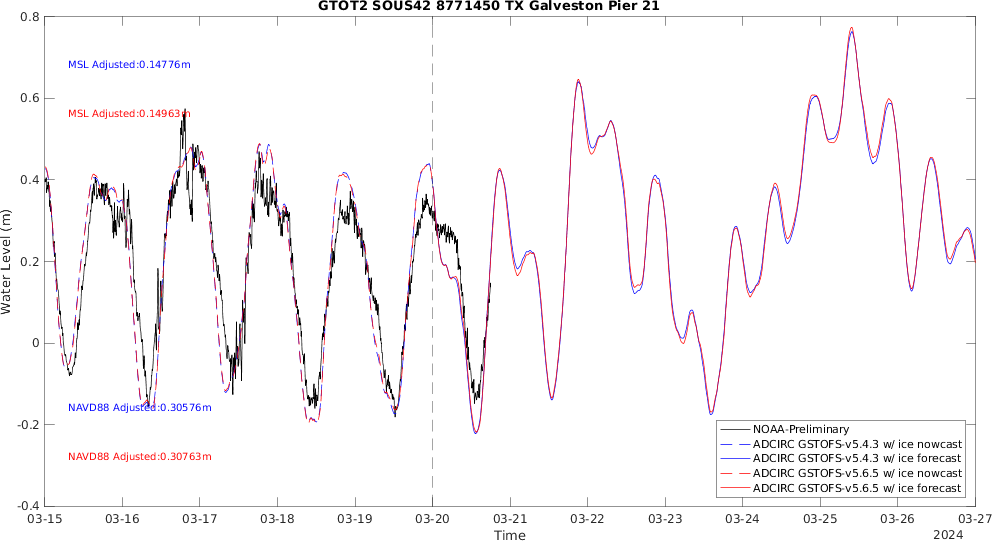 GTOT2 SOUS42 8771450 TX Galveston Pier 21
0.8
0.6
0.4
0.2
0
-0.2
-0.4
Water Level (m)
MSL Adjusted:0.14776m
MSL Adjusted:0.14963m
NAVD88 Adjusted:0.30576m
NAVD88 Adjusted:0.30763m
NOAA-Preliminary
ADCIRC GSTOFS-v5.4.3 w/ ice nowcast
ADCIRC GSTOFS-v5.4.3 w/ ice forecast
ADCIRC GSTOFS-v5.6.5 w/ ice nowcast
ADCIRC GSTOFS-v5.6.5 w/ ice forecast
03-15 03-16 03-17 03-18 03-19 03-20 03-21 03-22 03-23 03-24 03-25 03-26 03-27
Time
2024